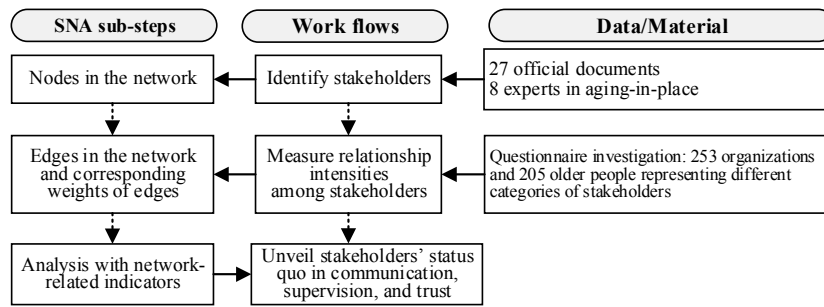 SNA sub-steps
Work flows
Data/Material
Nodes in the network
Identify stakeholders
27 official documents
8 experts in aging-in-place
Edges in the network
and corresponding
weights of edges
Measure relationship
intensities
among stakeholders
Questionnaire investigation: 253 organizations
and 205 older people representing different
categories of stakeholders
Analysis with network-
related indicators
Unveil stakeholders’ status
quo in communication,
supervision, and trust